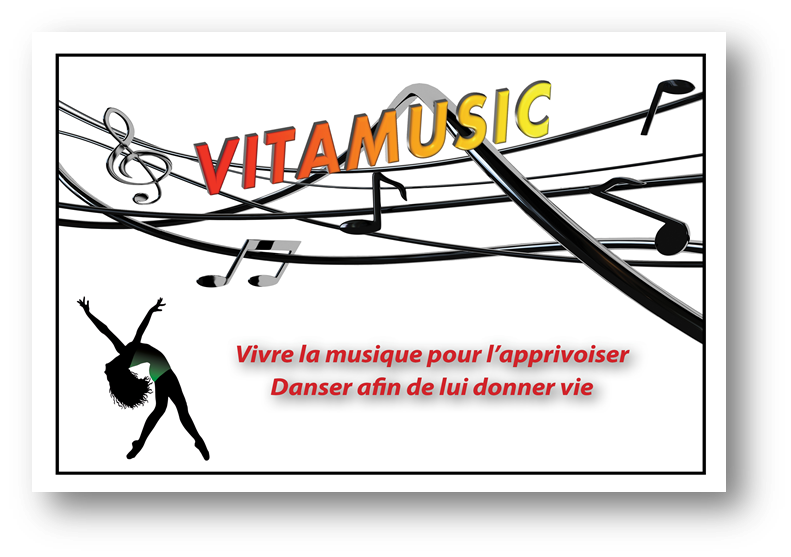 VITAMUSIC
Vivre la musique pour l’apprivoiser
Danser afin de lui donner vie